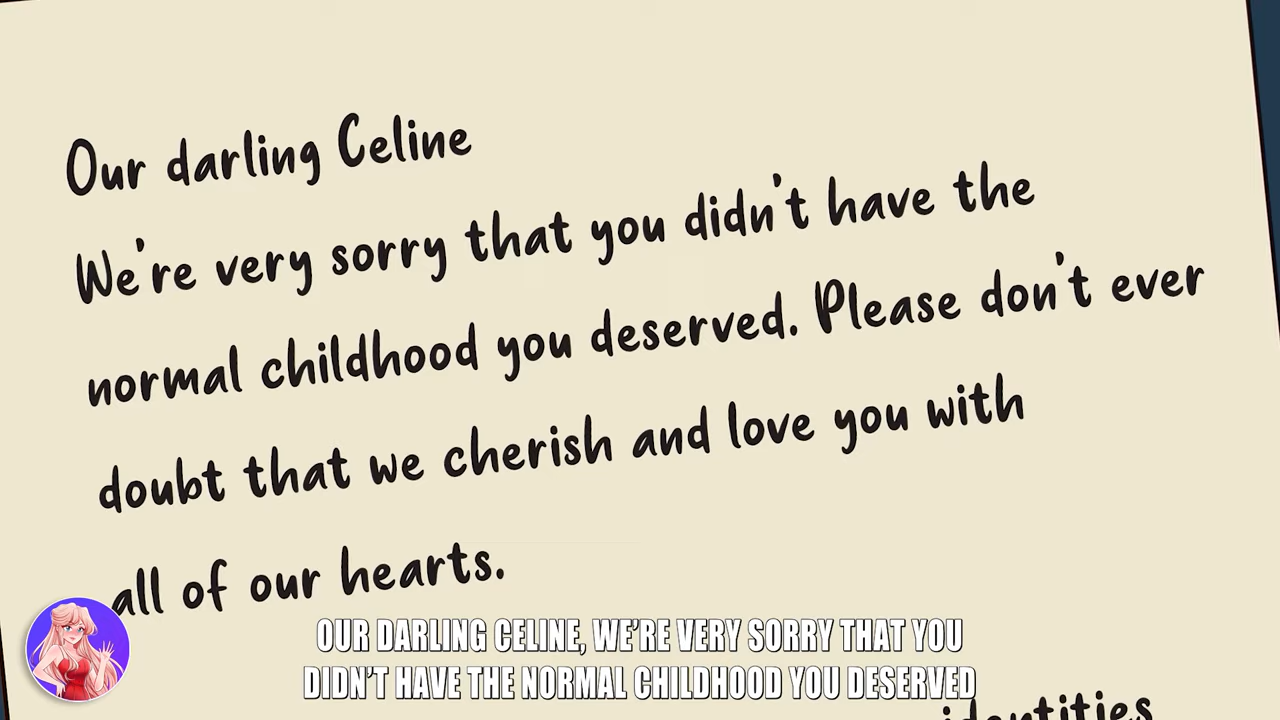 Our darling Celine
We're very sorry that you didn't have the
normal childhood you deserved. Please don't ever
doubt that we cherish and love you with
all of our hearts.
OUR DARLING CELINE, WE'RE VERY SORRY THAT YOU
DIDN'T HAVE THE NORMAL CHILDHOOD YOU DESERVED
identities